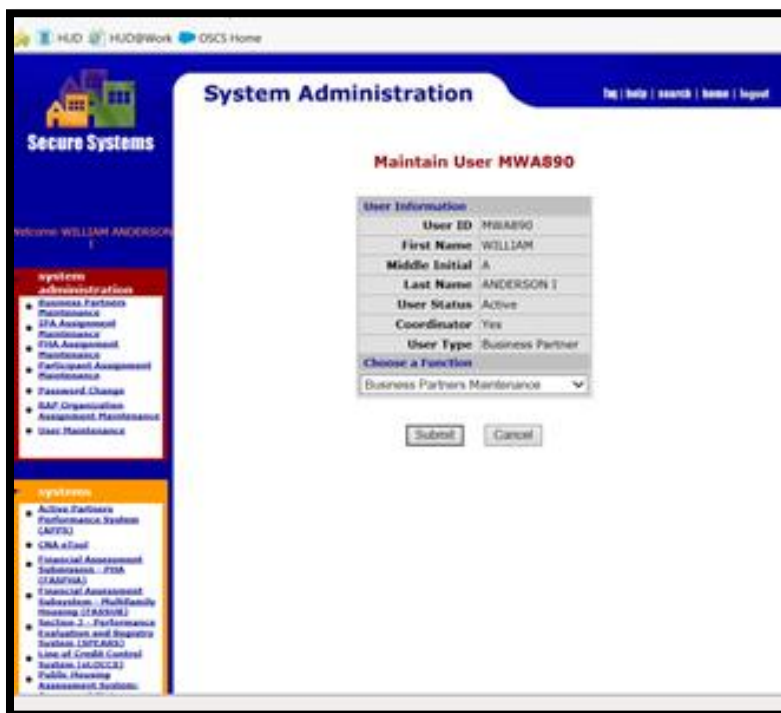 HUD HUD@Work OSCS Home
System Administration
faq | help | search | home | logout
Secure Systems
Welcome WILLIAM ANDERSON
I
system
administration
Business Partners
Maintenance
IPA Assignment
Maintenance
PHA Assignment
Maintenance
Participant Assignment
Maintenance
Password Change
Organization
Assignment Maintenance
User Maintenance
systems
Active Partners
Performance System
(APPS)
CNA eTool
Financial Assessment
Submission - PHA
(FASPHA)
Financial Assessment
Subsystem - Multifamily
Housing (FASSUB)
Section 3 - Performance
Evaluation and Registry
System (SPEARS)
Line of Credit Control
System (eLOCCS)
Public Housing
Assessment System:
Maintain User MWA890
User Information
User ID MWA890
First Name WILLIAM
Middle Initial A
Last Name ANDERSON I
User Status Active
Coordinator Yes
User Type Business Partner
Choose a Function
Business Partners Maintenance
Submit Cancel